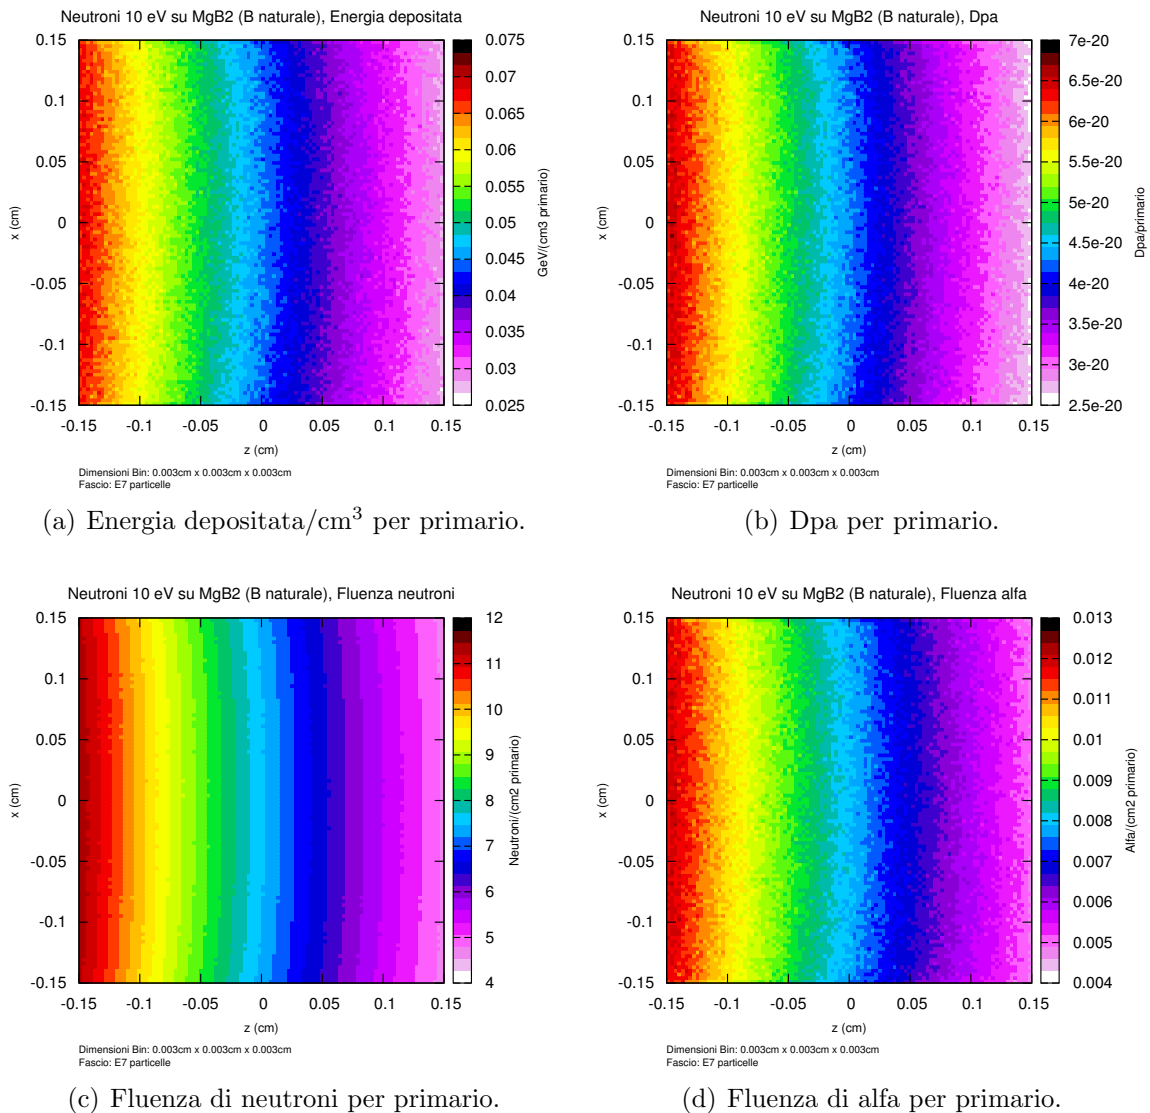 Neutroni 10 eV su MgB2 (B naturale), Energia depositata
0.15
0.1
0.05
0
-0.05
-0.1
-0.15
x (cm)
-0.15 -0.1 -0.05 0 0.05 0.1 0.15
z (cm)
0.075
0.07
0.065
0.06
0.055
0.05
0.045
0.04
0.035
0.03
0.025
GeV/(cm3 primario)
Dimensioni Bin: 0.003cm x 0.003cm x 0.003cm
Fascio: E7 particelle
(a) Energia depositata/cm³ per primario.
Neutroni 10 eV su MgB2 (B naturale), Dpa
0.15
0.1
0.05
0
-0.05
-0.1
-0.15
x (cm)
-0.15 -0.1 -0.05 0 0.05 0.1 0.15
z (cm)
7e-20
6.5e-20
6e-20
5.5e-20
5e-20
4.5e-20
4e-20
3.5e-20
3e-20
2.5e-20
Dpa/primario
Dimensioni Bin: 0.003cm x 0.003cm x 0.003cm
Fascio: E7 particelle
(b) Dpa per primario.
Neutroni 10 eV su MgB2 (B naturale), Fluenza neutroni
0.15
0.1
0.05
0
-0.05
-0.1
-0.15
x (cm)
-0.15 -0.1 -0.05 0 0.05 0.1 0.15
z (cm)
12
11
10
9
8
7
6
5
4
Neutroni/(cm2 primario)
Dimensioni Bin: 0.003cm x 0.003cm x 0.003cm
Fascio: E7 particelle
(c) Fluenza di neutroni per primario.
Neutroni 10 eV su MgB2 (B naturale), Fluenza alfa
0.15
0.1
0.05
0
-0.05
-0.1
-0.15
x (cm)
-0.15 -0.1 -0.05 0 0.05 0.1 0.15
z (cm)
0.013
0.012
0.011
0.01
0.009
0.008
0.007
0.006
0.005
0.004
Alfa/(cm2 primario)
Dimensioni Bin: 0.003cm x 0.003cm x 0.003cm
Fascio: E7 particelle
(d) Fluenza di alfa per primario.